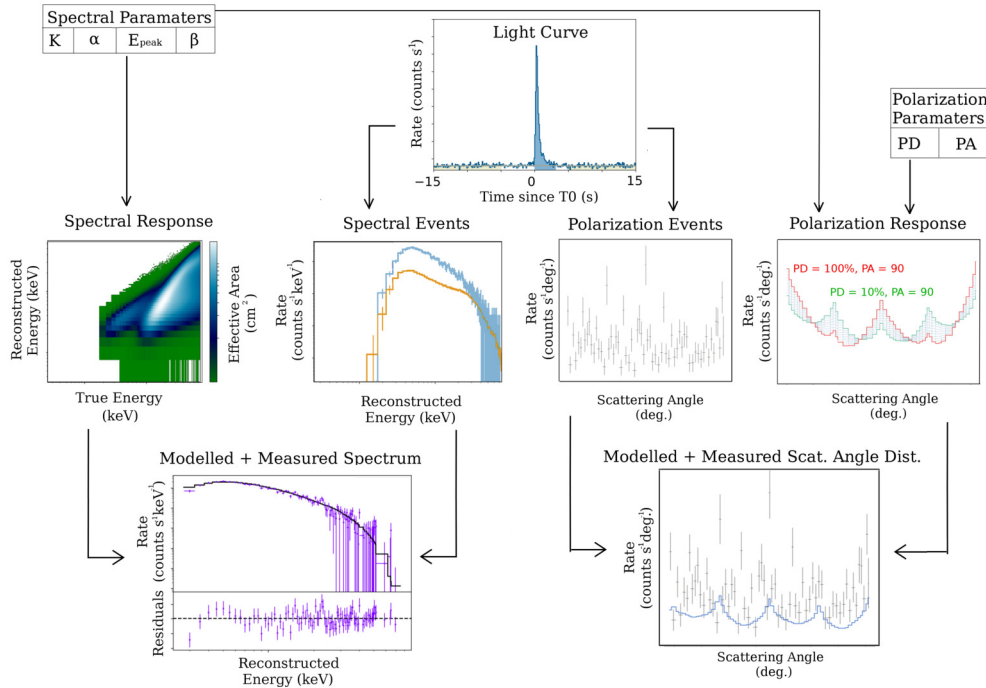 Spectral Paramaters
K α Epeak β
Light Curve
Rate (counts s⁻¹)
−15 0 15
Time since T0 (s)
Polarization
Paramaters
PD PA
Spectral Response
Reconstructed
Energy (keV)
True Energy
(keV)
Effective Area
(cm²)
Spectral Events
Rate
(counts s⁻¹keV⁻¹)
Reconstructed
Energy (keV)
Polarization Events
Rate
(counts s⁻¹deg⁻¹)
Scattering Angle
(deg.)
Polarization Response
Rate
(counts s⁻¹deg⁻¹)
PD = 100%, PA = 90
PD = 10%, PA = 90
Scattering Angle
(deg.)
Modelled + Measured Spectrum
Rate
(counts s⁻¹keV⁻¹)
Residuals
Reconstructed
Energy (keV)
Modelled + Measured Scat. Angle Dist.
Rate
(counts s⁻¹deg⁻¹)
Scattering Angle
(deg.)